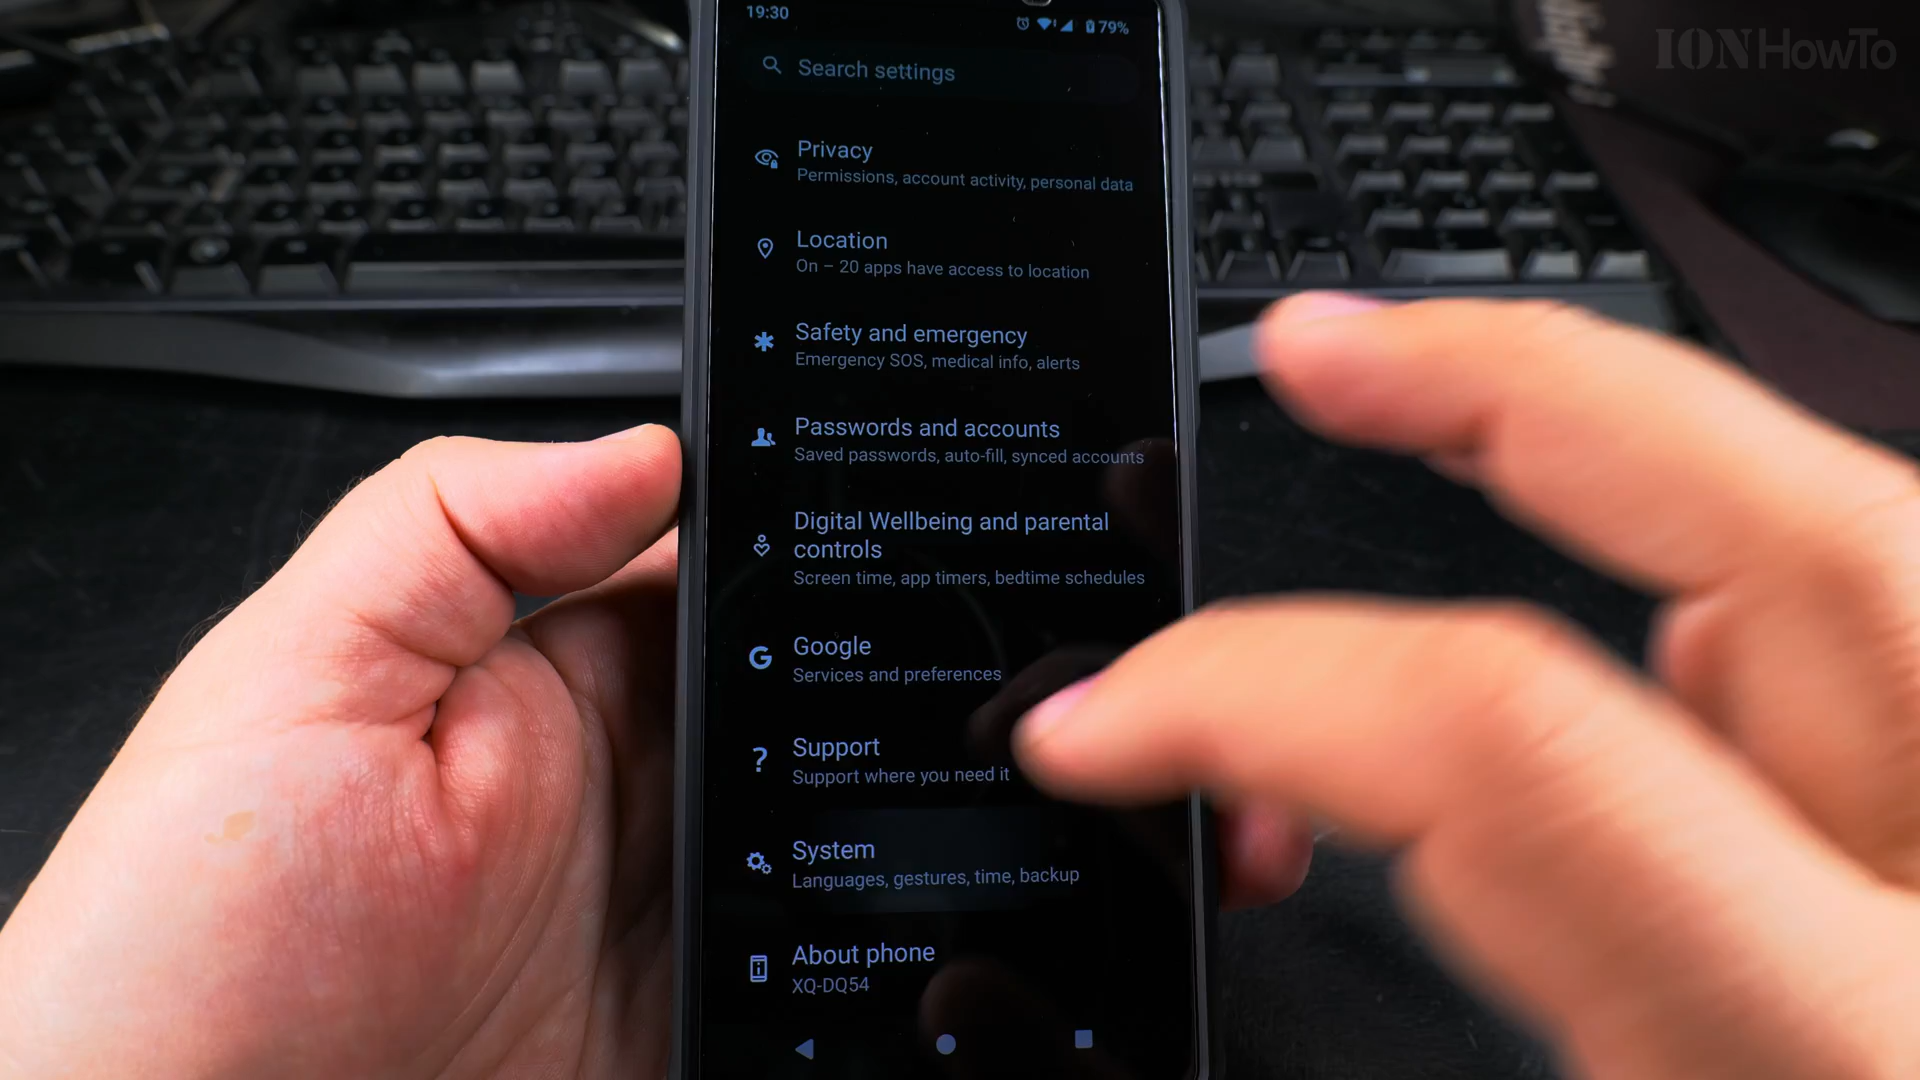 19:30
79%
IONHowTo
Search settings
Privacy
Permissions, account activity, personal data
Location
On – 20 apps have access to location
Safety and emergency
Emergency SOS, medical info, alerts
Passwords and accounts
Saved passwords, auto-fill, synced accounts
Digital Wellbeing and parental
controls
Screen time, app timers, bedtime schedules
Google
Services and preferences
Support
Support where you need it
System
Languages, gestures, time, backup
About phone
XQ-DQ54